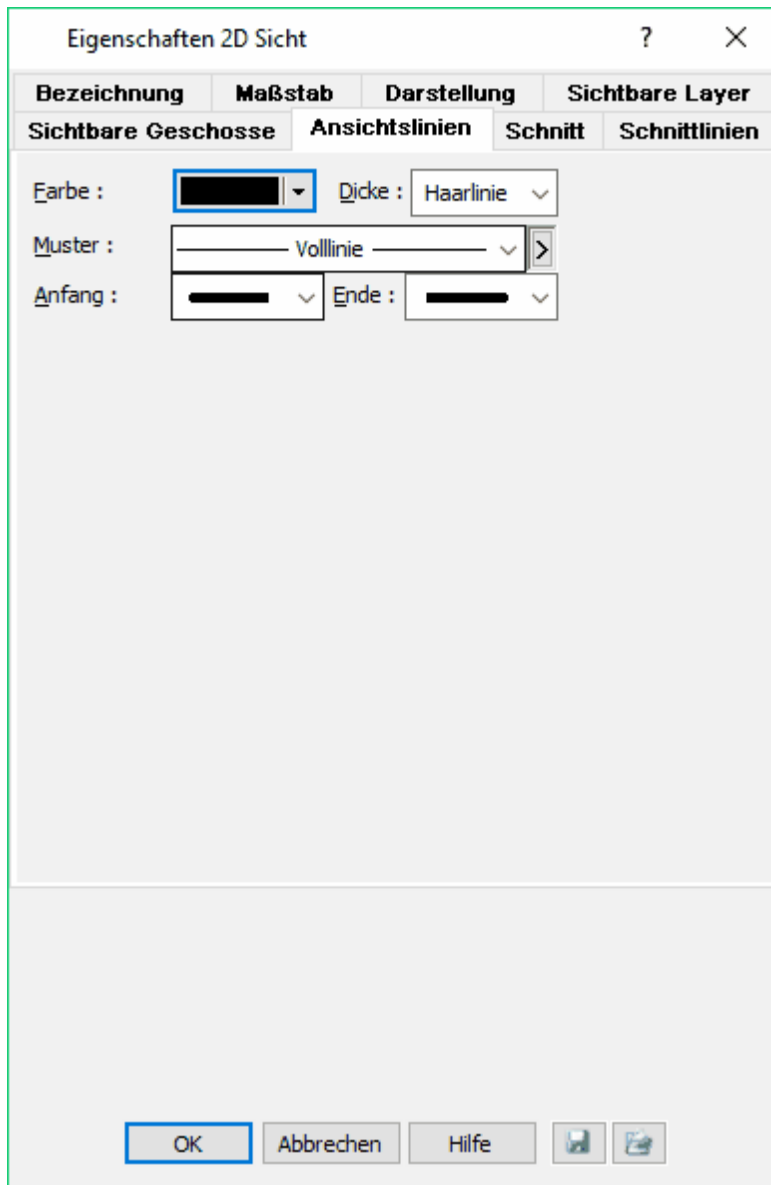 Eigenschaften 2D Sicht ?
Bezeichnung Maßstab Darstellung Sichtbare Layer
Sichtbare Geschosse Ansichtslinien Schnitt Schnittlinien
Farbe : Dicke : Haarlinie
Muster : Volllinie >
Anfang : Ende :
OK Abbrechen Hilfe